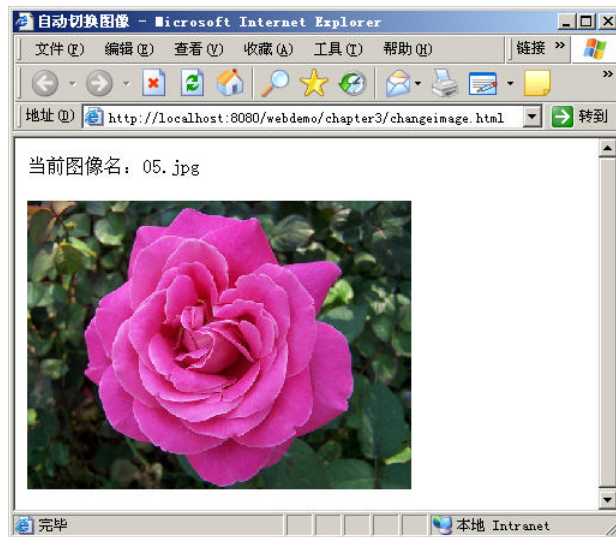 自动切换图像 - Microsoft Internet Explorer
文件(F) 编辑(E) 查看(V) 收藏(A) 工具(T) 帮助(H) 链接 »
»
地址(D) http://localhost:8080/webdemo/chapter3/changeimage.html 转到
当前图像名：05.jpg
完毕 本地 Intranet